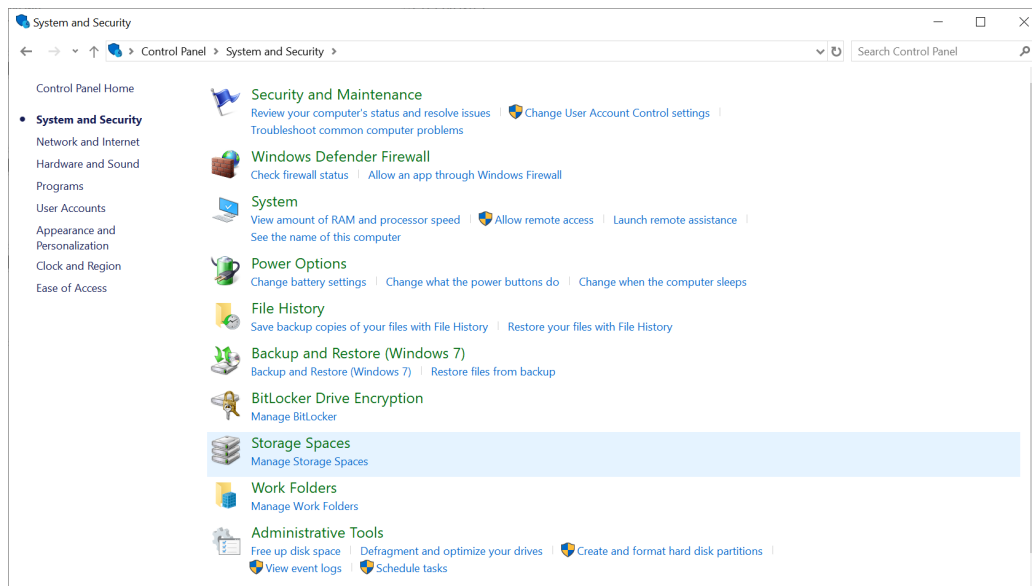 System and Security
Control Panel > System and Security >
Search Control Panel
Control Panel Home
System and Security
Network and Internet
Hardware and Sound
Programs
User Accounts
Appearance and
Personalization
Clock and Region
Ease of Access
Security and Maintenance
Review your computer's status and resolve issues
Change User Account Control settings
Troubleshoot common computer problems
Windows Defender Firewall
Check firewall status
Allow an app through Windows Firewall
System
View amount of RAM and processor speed
Allow remote access
Launch remote assistance
See the name of this computer
Power Options
Change battery settings
Change what the power buttons do
Change when the computer sleeps
File History
Save backup copies of your files with File History
Restore your files with File History
Backup and Restore (Windows 7)
Backup and Restore (Windows 7)
Restore files from backup
BitLocker Drive Encryption
Manage BitLocker
Storage Spaces
Manage Storage Spaces
Work Folders
Manage Work Folders
Administrative Tools
Free up disk space
Defragment and optimize your drives
Create and format hard disk partitions
View event logs
Schedule tasks